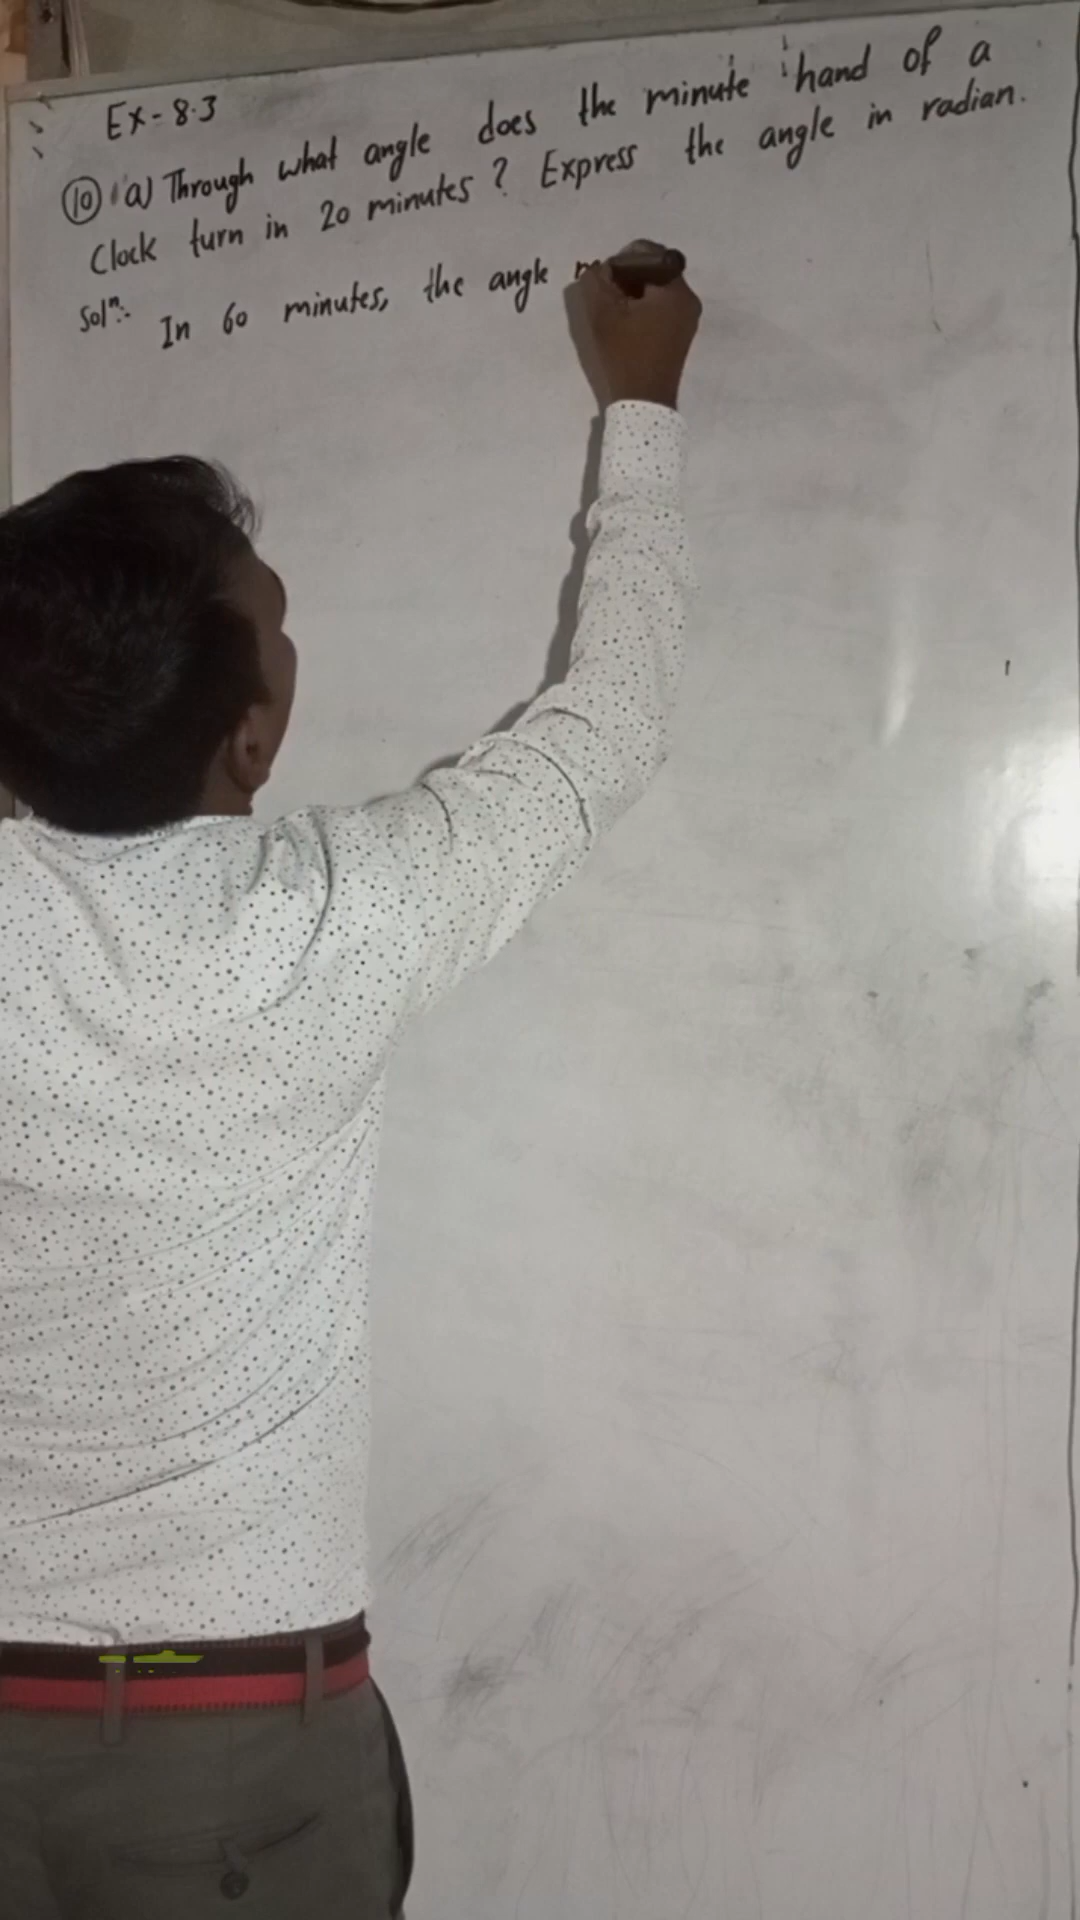 Ex-8.3
⑩ a) Through what angle does the minute hand of a
Clock turn in 20 minutes? Express the angle in radian.
Solⁿ:- In 60 minutes, the angle